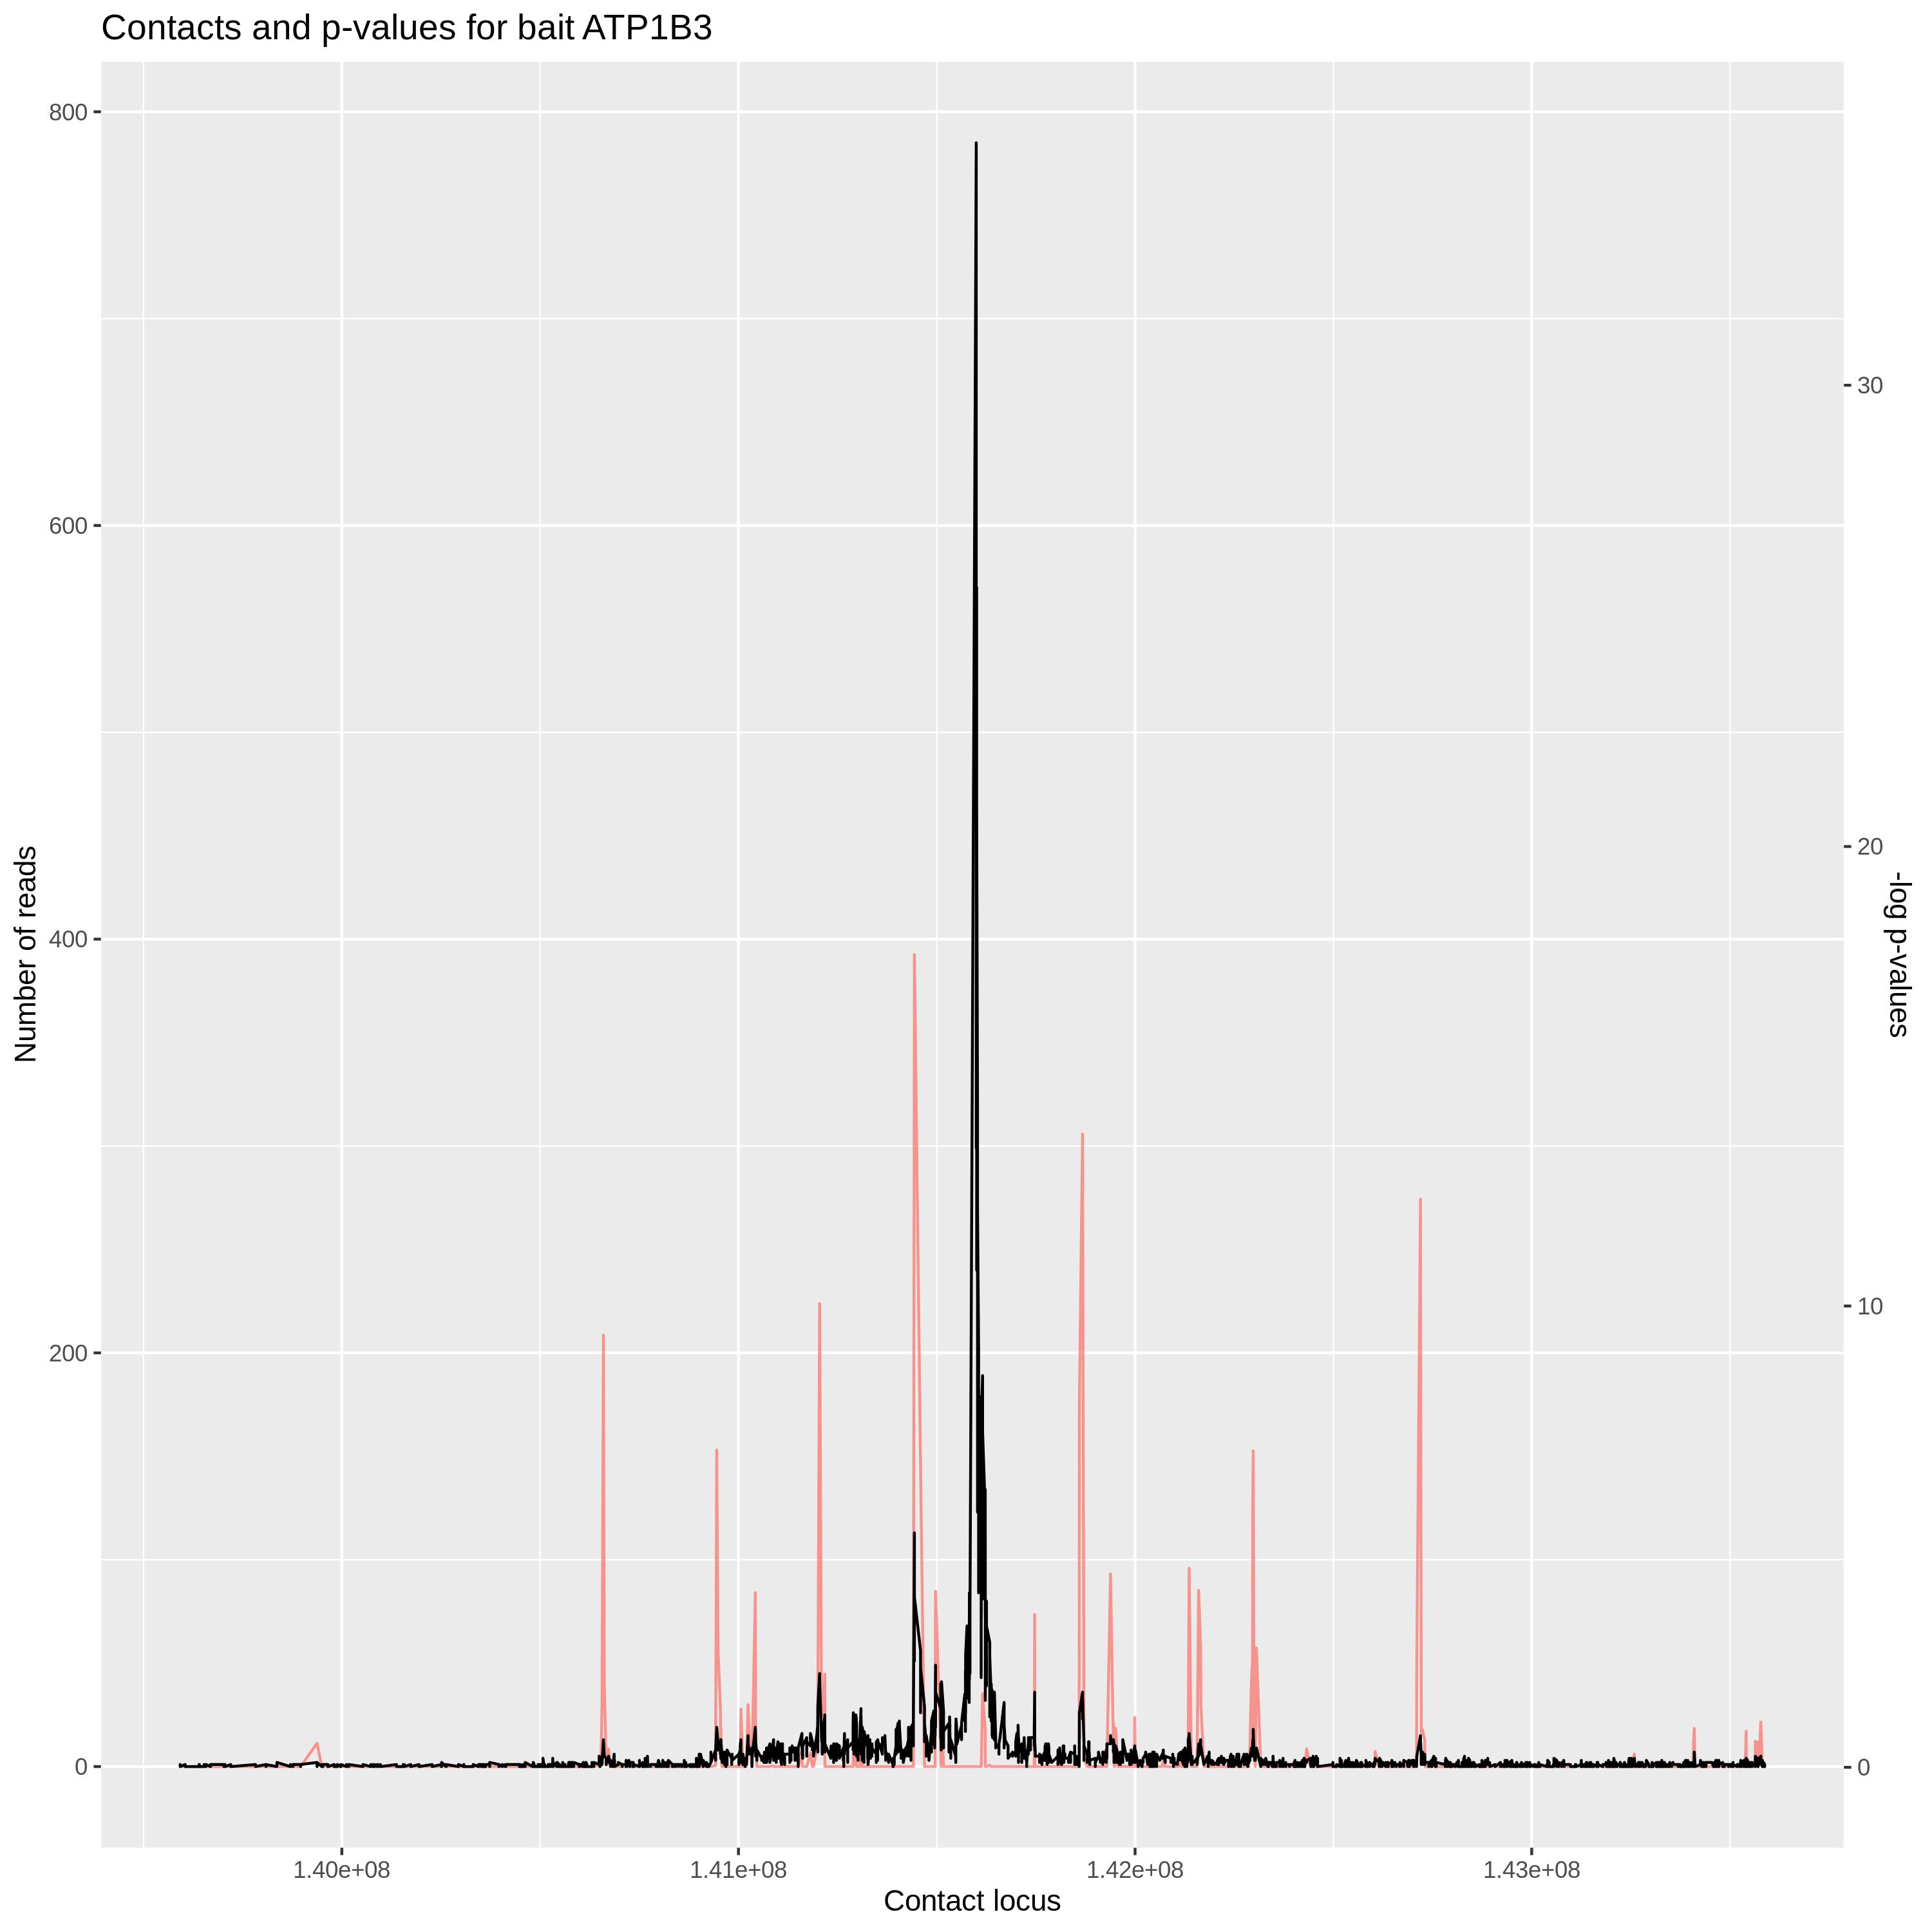 Contacts and p-values for bait ATP1B3
800
600
400
200
0
Number of reads
30
20
10
0
-log p-values
1.40e+08
1.41e+08
1.42e+08
1.43e+08
Contact locus